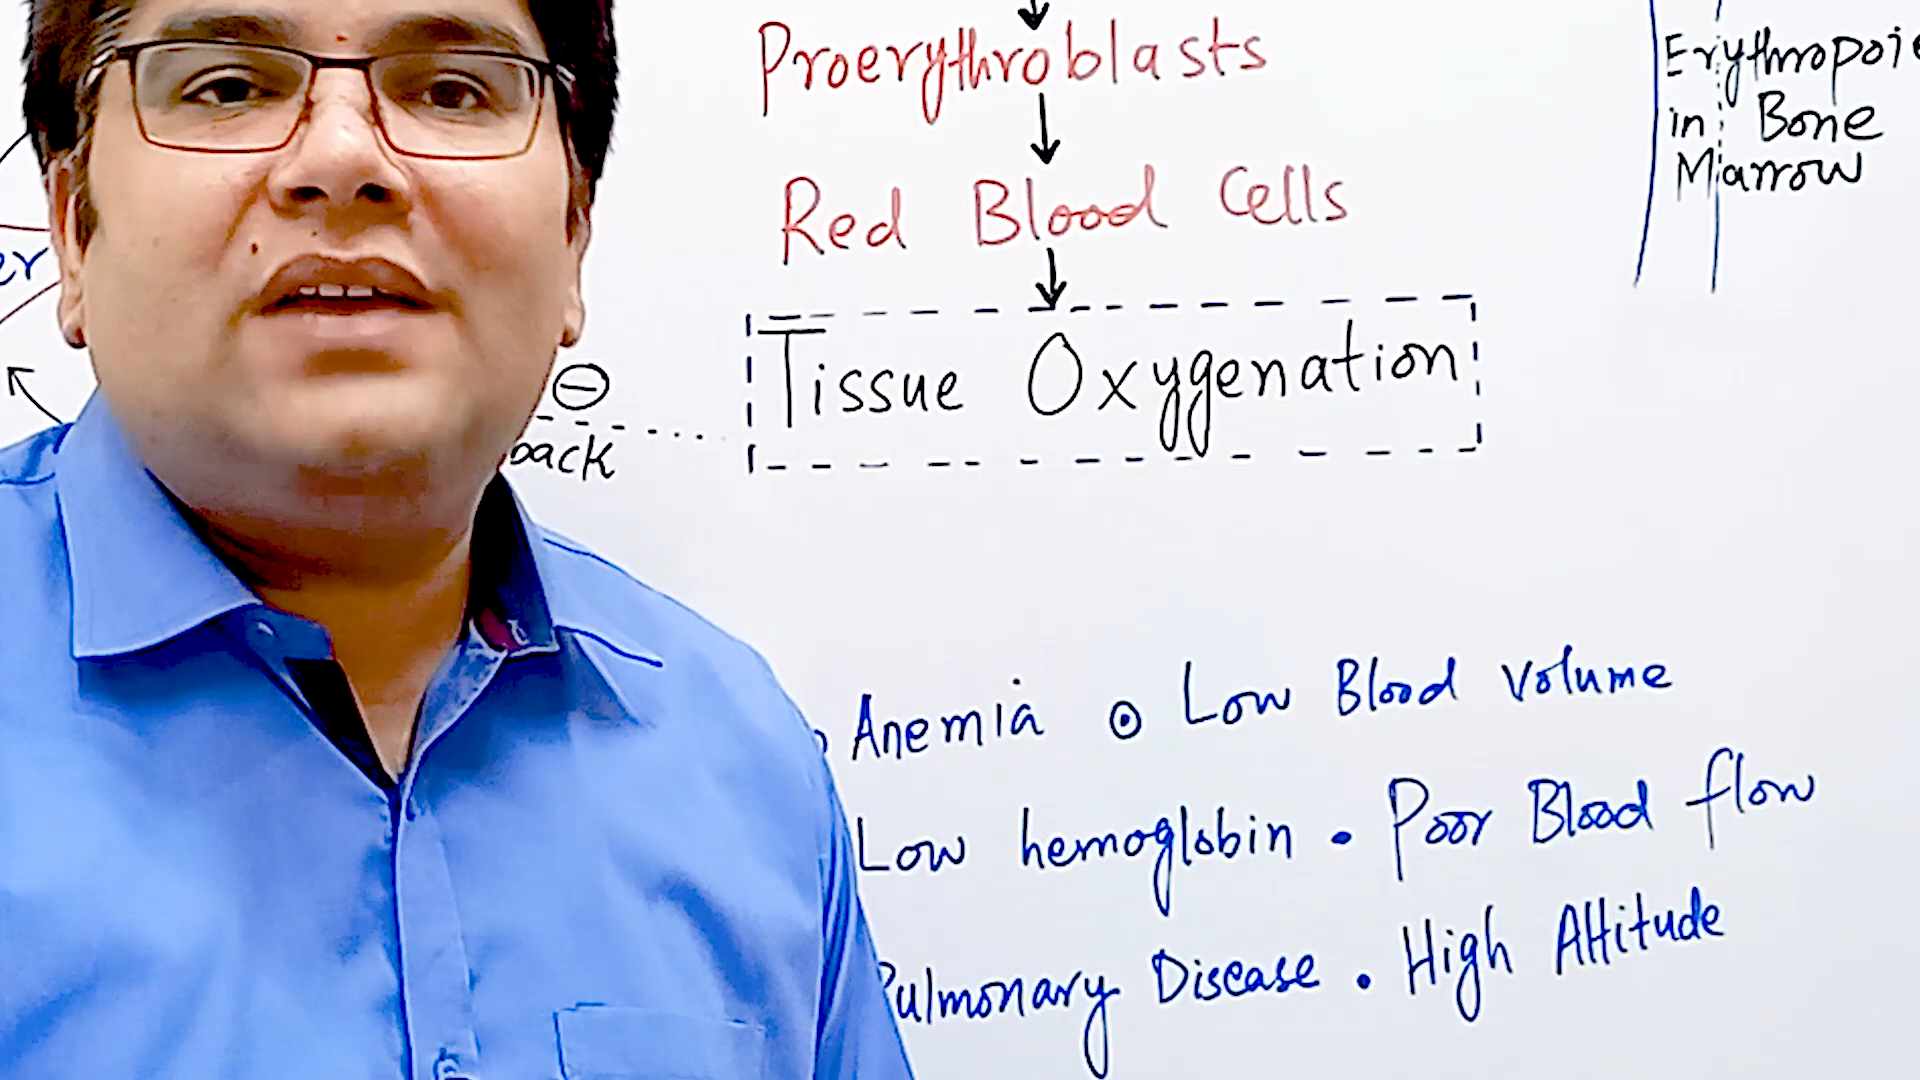 Proerythroblasts
Red Blood Cells
Tissue Oxygenation
Erythropoie
in Bone
Marrow
er
⊖
back
Anemia ⊙ Low Blood Volume
Low hemoglobin • Poor Blood flow
Pulmonary Disease • High Altitude